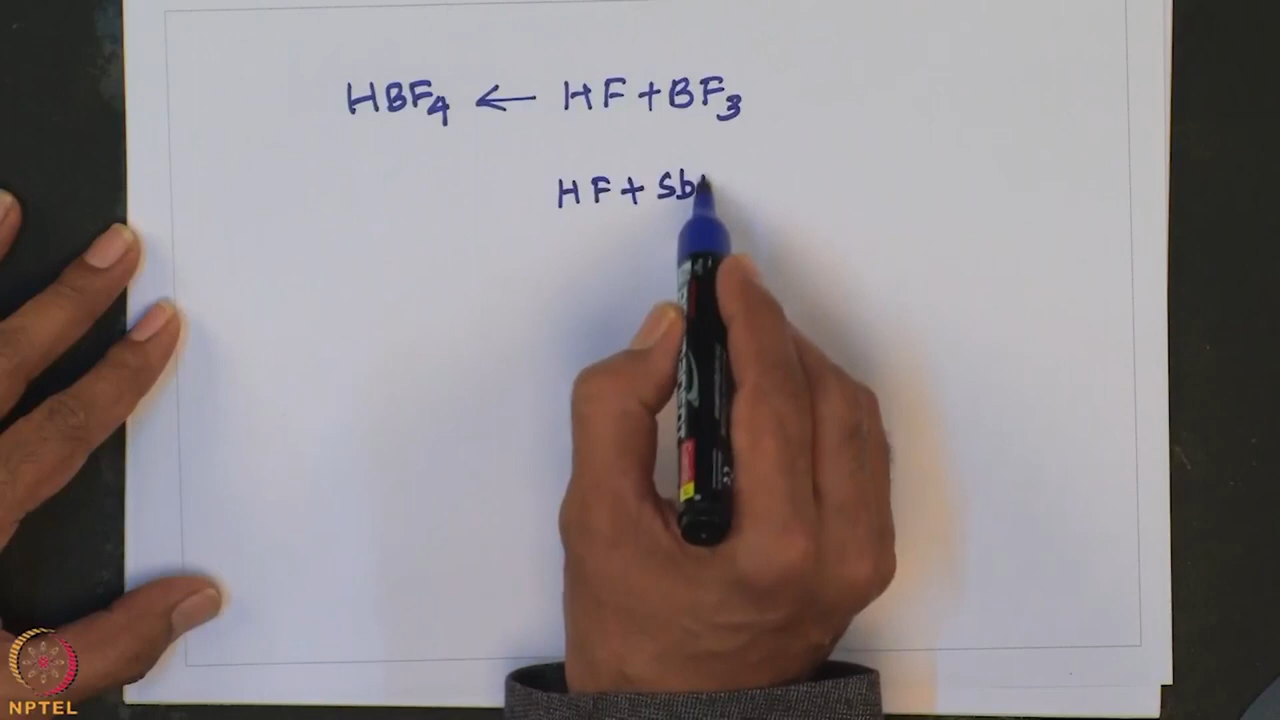 HBF₄ ← HF + BF₃
HF + Sb
NPTEL